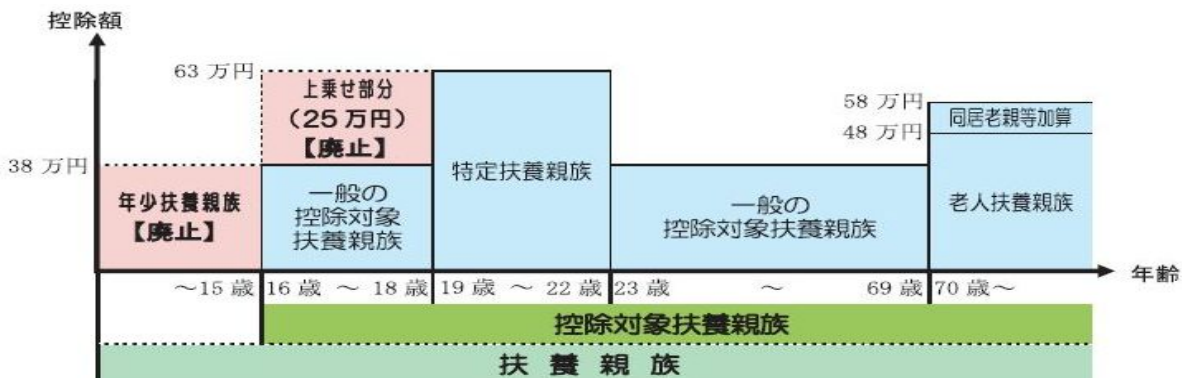 控除額
63 万円
上乗せ部分
（25 万円）
【廃止】
58 万円
同居老親等加算
48 万円
38 万円
年少扶養親族
【廃止】
一般の
控除対象
扶養親族
特定扶養親族
一般の
控除対象扶養親族
老人扶養親族
～15 歳
16 歳 ～ 18 歳
19 歳 ～ 22 歳
23 歳 ～ 69 歳
70 歳～
年齢
控除対象扶養親族
扶 養 親 族